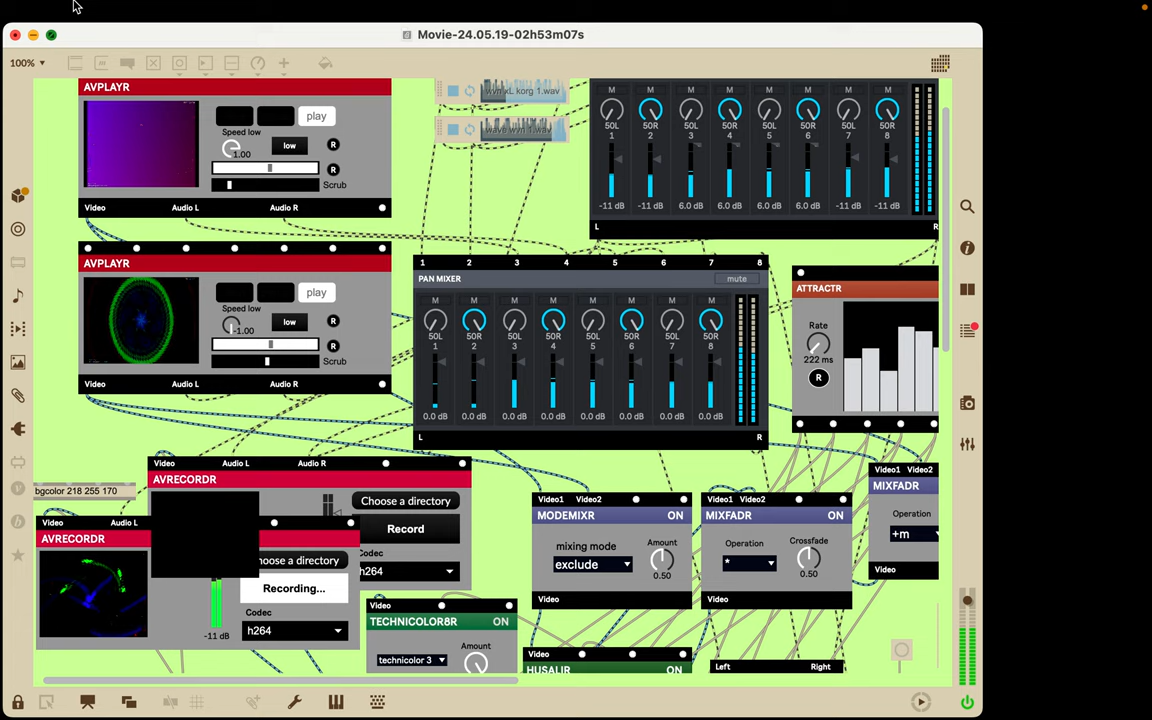 Movie-24.05.19-02h53m07s
100%
AVPLAYR
play
Speed low
1.00
low
R
R
Scrub
Video Audio L Audio R
wvn xL korg 1.wav
wave wvn 1.wav
M M M M M M M M
50L 50R 50L 50R 50L 50R 50L 50R
1 2 3 4 5 6 7 8
-11 dB -11 dB 6.0 dB 6.0 dB 6.0 dB 6.0 dB -11 dB -11 dB
L R
AVPLAYR
play
Speed low
-1.00
low
R
R
Scrub
Video Audio L Audio R
1 2 3 4 5 6 7 8
PAN MIXER mute
M M M M M M M M
50L 50R 50L 50R 50L 50R 50L 50R
1 2 3 4 5 6 7 8
0.0 dB 0.0 dB 0.0 dB 0.0 dB 0.0 dB 0.0 dB 0.0 dB 0.0 dB
L R
ATTRACTR
Rate
222 ms
R
Video Audio L Audio R
AVRECORDR
Choose a directory
Record
Codec
h264
bgcolor 218 255 170
Video Audio L
AVRECORDR
hoose a directory
Recording...
Codec
h264
-11 dB
Video
TECHNICOLOR8R ON
Amount
technicolor 3
Video1 Video2
MODEMIXR ON
mixing mode
exclude
Amount
0.50
Video
Video1 Video2
MIXFADR ON
Operation
*
Crossfade
0.50
Video
Video1 Video2
MIXFADR
Operation
+m
Video
Video
HUSALIR ON
Left Right